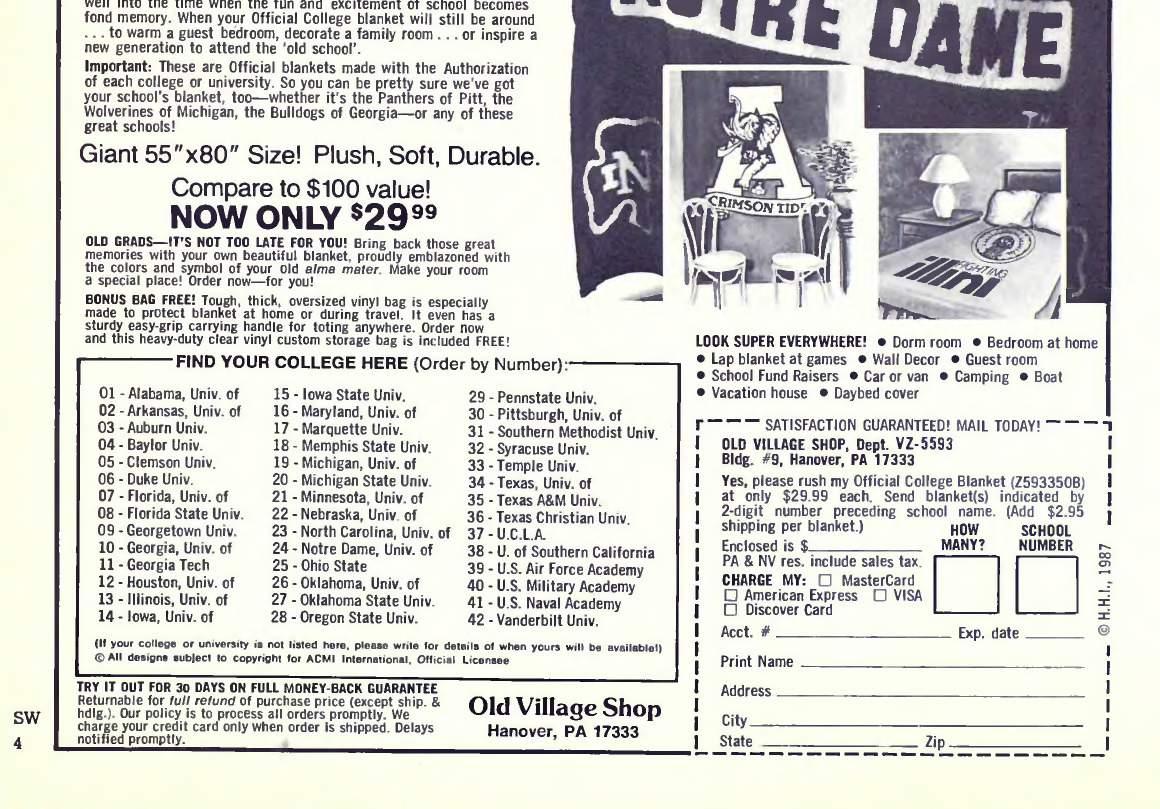 well into the time when the fun and excitement of school becomes
fond memory. When your Official College blanket will still be around
. . . to warm a guest bedroom, decorate a family room . . . or inspire a
new generation to attend the 'old school'.
Important: These are Official blankets made with the Authorization
of each college or university. So you can be pretty sure we've got
your school's blanket, too—whether it's the Panthers of Pitt, the
Wolverines of Michigan, the Bulldogs of Georgia—or any of these
great schools!
Giant 55"x80" Size! Plush, Soft, Durable.
Compare to $100 value!
NOW ONLY $29 99
OLD GRADS—IT'S NOT TOO LATE FOR YOU! Bring back those great
memories with your own beautiful blanket, proudly emblazoned with
the colors and symbol of your old alma mater. Make your room
a special place! Order now—for you!
BONUS BAG FREE! Tough, thick, oversized vinyl bag is especially
made to protect blanket at home or during travel. It even has a
sturdy easy-grip carrying handle for toting anywhere. Order now
and this heavy-duty clear vinyl custom storage bag is included FREE!
FIND YOUR COLLEGE HERE (Order by Number):
01 - Alabama, Univ. of
02 - Arkansas, Univ. of
03 - Auburn Univ.
04 - Baylor Univ.
05 - Clemson Univ.
06 - Duke Univ.
07 - Florida, Univ. of
08 - Florida State Univ.
09 - Georgetown Univ.
10 - Georgia, Univ. of
11 - Georgia Tech
12 - Houston, Univ. of
13 - Illinois, Univ. of
14 - Iowa, Univ. of
15 - Iowa State Univ.
16 - Maryland, Univ. of
17 - Marquette Univ.
18 - Memphis State Univ.
19 - Michigan, Univ. of
20 - Michigan State Univ.
21 - Minnesota, Univ. of
22 - Nebraska, Univ. of
23 - North Carolina, Univ. of
24 - Notre Dame, Univ. of
25 - Ohio State
26 - Oklahoma, Univ. of
27 - Oklahoma State Univ.
28 - Oregon State Univ.
29 - Pennstate Univ.
30 - Pittsburgh, Univ. of
31 - Southern Methodist Univ.
32 - Syracuse Univ.
33 - Temple Univ.
34 - Texas, Univ. of
35 - Texas A&M Univ.
36 - Texas Christian Univ.
37 - U.C.L.A.
38 - U. of Southern California
39 - U.S. Air Force Academy
40 - U.S. Military Academy
41 - U.S. Naval Academy
42 - Vanderbilt Univ.
(If your college or university is not listed here, please write for details of when yours will be available!)
© All designs subject to copyright for ACMI International, Official Licensee
TRY IT OUT FOR 30 DAYS ON FULL MONEY-BACK GUARANTEE
Returnable for full refund of purchase price (except ship. &
hdlg.). Our policy is to process all orders promptly. We
charge your credit card only when order is shipped. Delays
notified promptly.
Old Village Shop
Hanover, PA 17333
SW
4
NOTRE DAME
TM
IN
A
CRIMSON TIDE
FIGHTING
illini
LOOK SUPER EVERYWHERE! ● Dorm room ● Bedroom at home
● Lap blanket at games ● Wall Decor ● Guest room
● School Fund Raisers ● Car or van ● Camping ● Boat
● Vacation house ● Daybed cover
SATISFACTION GUARANTEED! MAIL TODAY!
OLD VILLAGE SHOP, Dept. VZ-5593
Bldg. #9, Hanover, PA 17333
Yes, please rush my Official College Blanket (Z593350B)
at only $29.99 each. Send blanket(s) indicated by
2-digit number preceding school name. (Add $2.95
shipping per blanket.)
HOW MANY?
SCHOOL NUMBER
Enclosed is $
PA & NV res. include sales tax.
CHARGE MY: □ MasterCard
□ American Express □ VISA
□ Discover Card
Acct. # Exp. date
Print Name
Address
City
State Zip
© H.H.I., 1987